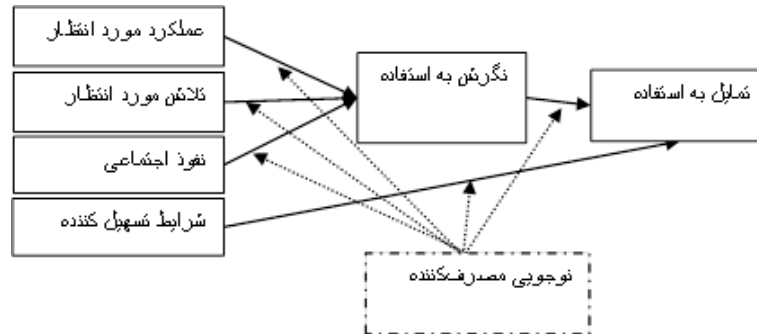 عملکرد مورد انتظار
نگرش به استفاده
تمایل به استفاده
تلاش مورد انتظار
نفوذ اجتماعی
شرایط تسهیل کننده
نوجویی مصرف‌کننده